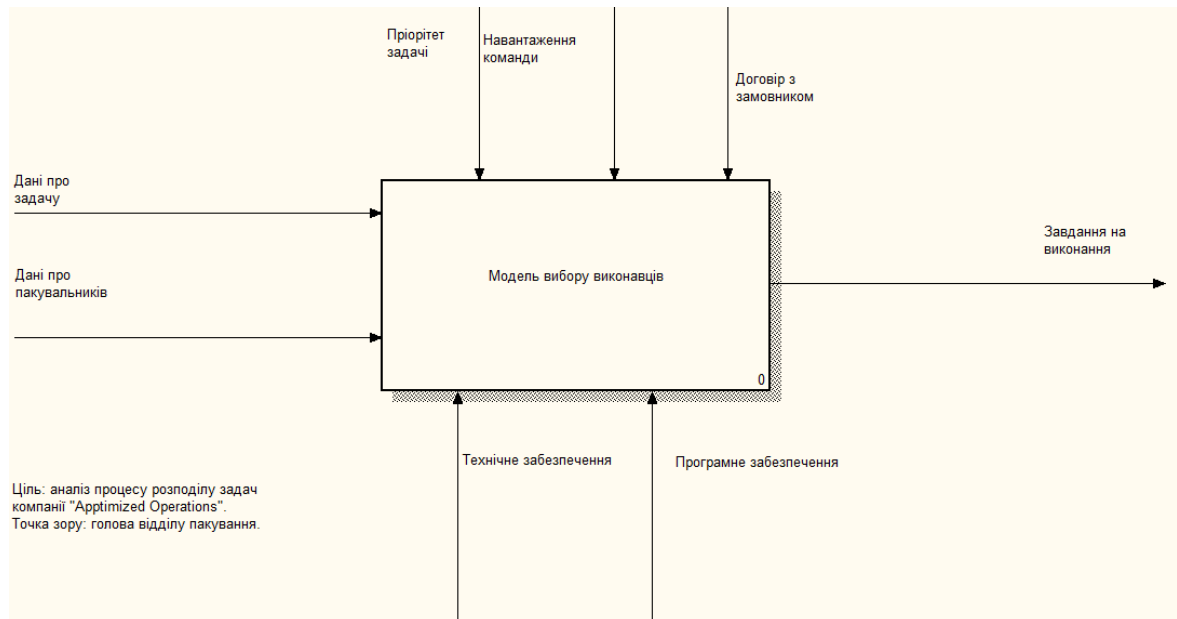 Пріорітет
задачі
Навантаження
команди
Договір з
замовником
Дані про
задачу
Завдання на
виконання
Дані про
пакувальників
Модель вибору виконавців
0
Технічне забезпечення
Програмне забезпечення
Ціль: аналіз процесу розподілу задач
компанії "Apptimized Operations".
Точка зору: голова відділу пакування.